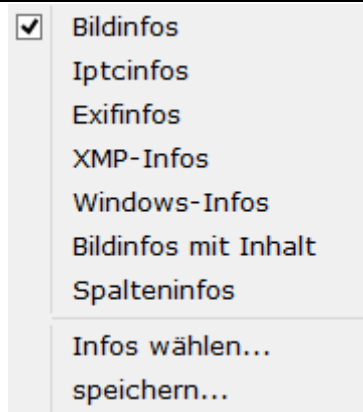 Bildinfos
Iptcinfos
Exifinfos
XMP-Infos
Windows-Infos
Bildinfos mit Inhalt
Spalteninfos
Infos wählen...
speichern...